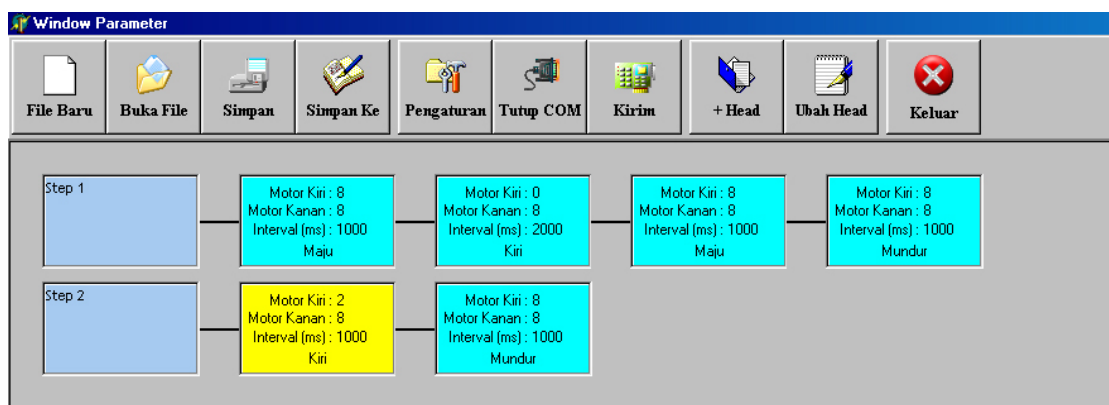 Window Parameter
File Baru Buka File Simpan Simpan Ke Pengaturan Tutup COM Kirim + Head Ubah Head Keluar
Step 1
Motor Kiri : 8
Motor Kanan : 8
Interval (ms) : 1000
Maju
Motor Kiri : 0
Motor Kanan : 8
Interval (ms) : 2000
Kiri
Motor Kiri : 8
Motor Kanan : 8
Interval (ms) : 1000
Maju
Motor Kiri : 8
Motor Kanan : 8
Interval (ms) : 1000
Mundur
Step 2
Motor Kiri : 2
Motor Kanan : 8
Interval (ms) : 1000
Kiri
Motor Kiri : 8
Motor Kanan : 8
Interval (ms) : 1000
Mundur